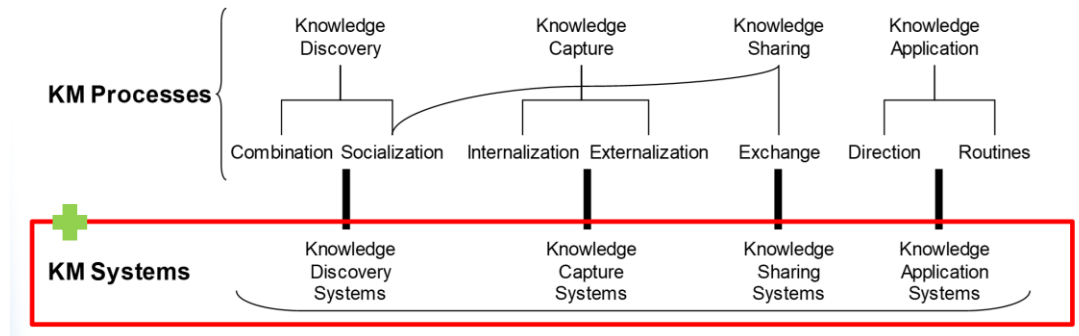 Knowledge Discovery
Knowledge Capture
Knowledge Sharing
Knowledge Application
KM Processes
Combination Socialization Internalization Externalization Exchange Direction Routines
KM Systems
Knowledge Discovery Systems
Knowledge Capture Systems
Knowledge Sharing Systems
Knowledge Application Systems